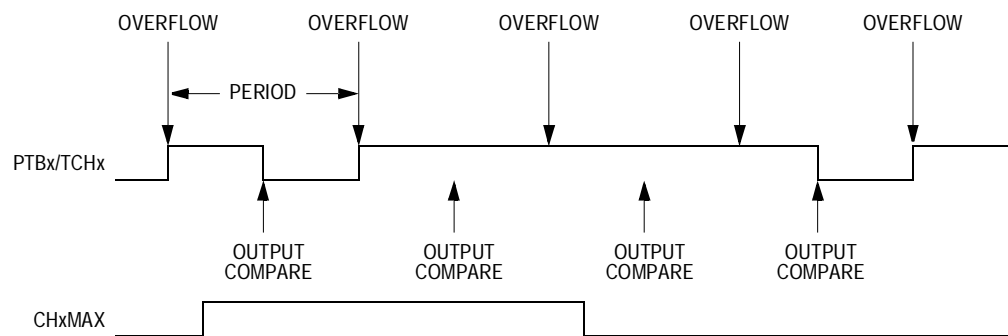 OVERFLOW OVERFLOW OVERFLOW OVERFLOW OVERFLOW
PERIOD
PTBx/TCHx
OUTPUT COMPARE
OUTPUT COMPARE
OUTPUT COMPARE
OUTPUT COMPARE
CHxMAX